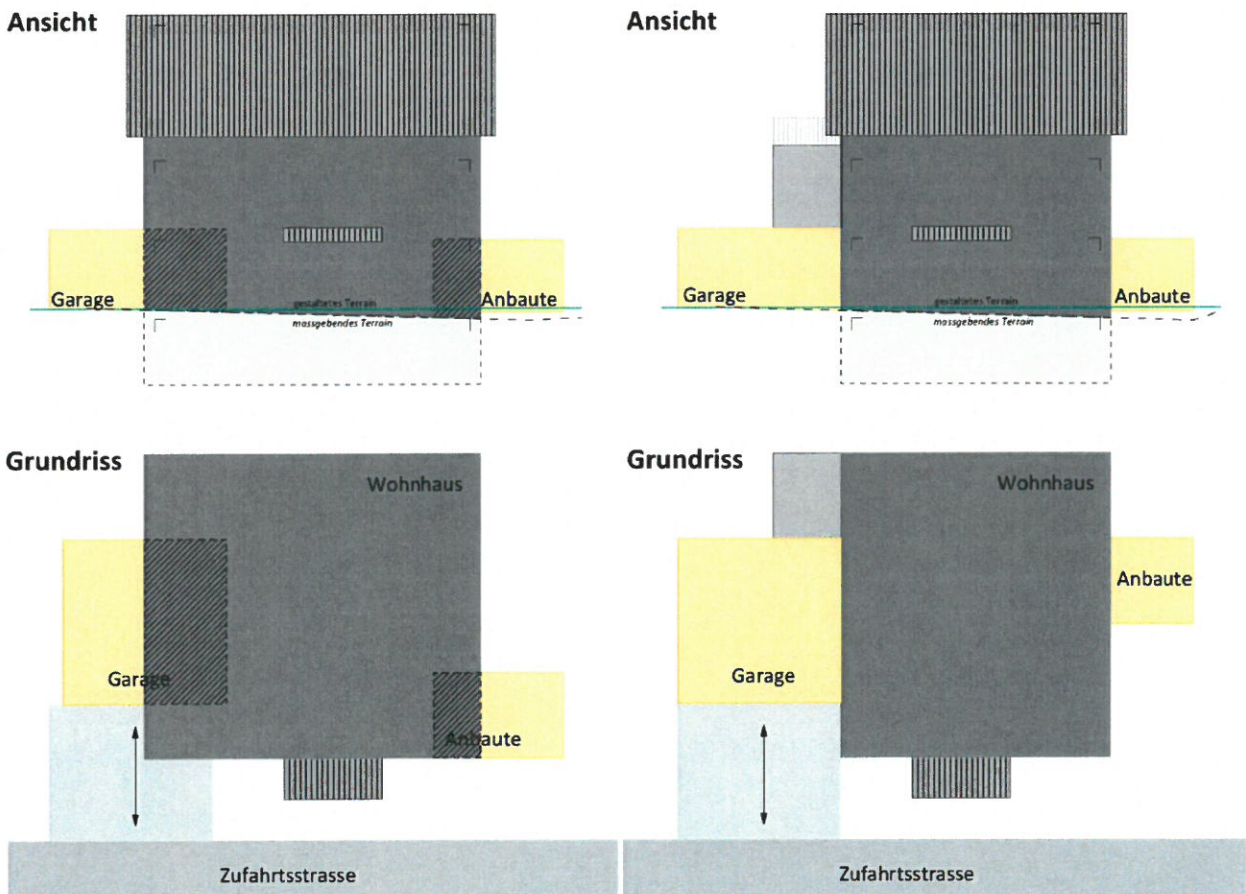 Ansicht
Garage
gestaltetes Terrain
massgebendes Terrain
Anbaute
Grundriss
Wohnhaus
Garage
Anbaute
Zufahrtsstrasse
Ansicht
Garage
gestaltetes Terrain
massgebendes Terrain
Anbaute
Grundriss
Wohnhaus
Anbaute
Garage
Zufahrtsstrasse